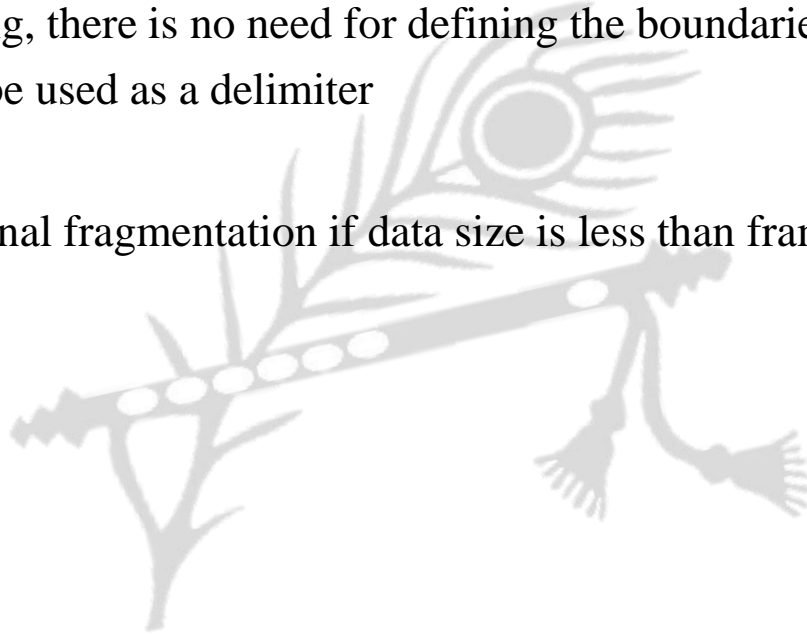 g, there is no need for defining the boundarie
be used as a delimiter
nal fragmentation if data size is less than fram